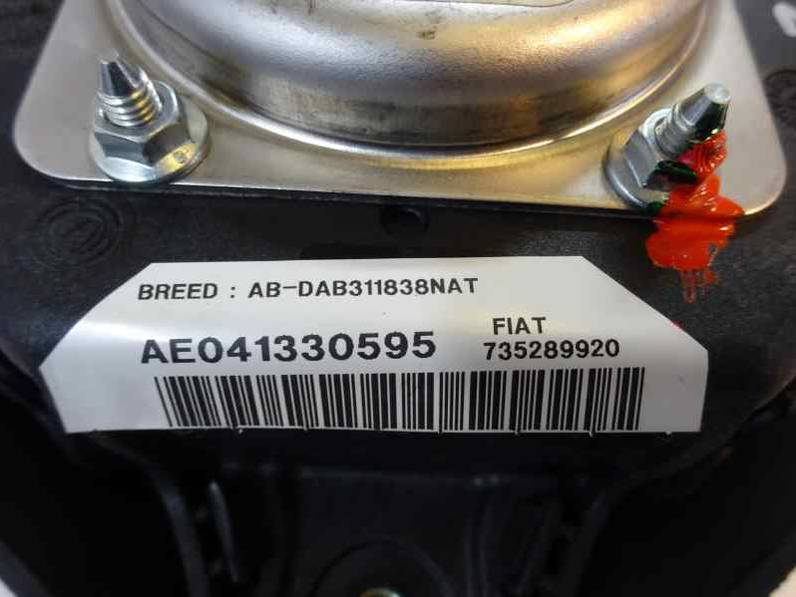 BREED : AB-DAB311838NAT
AE041330595
FIAT
735289920